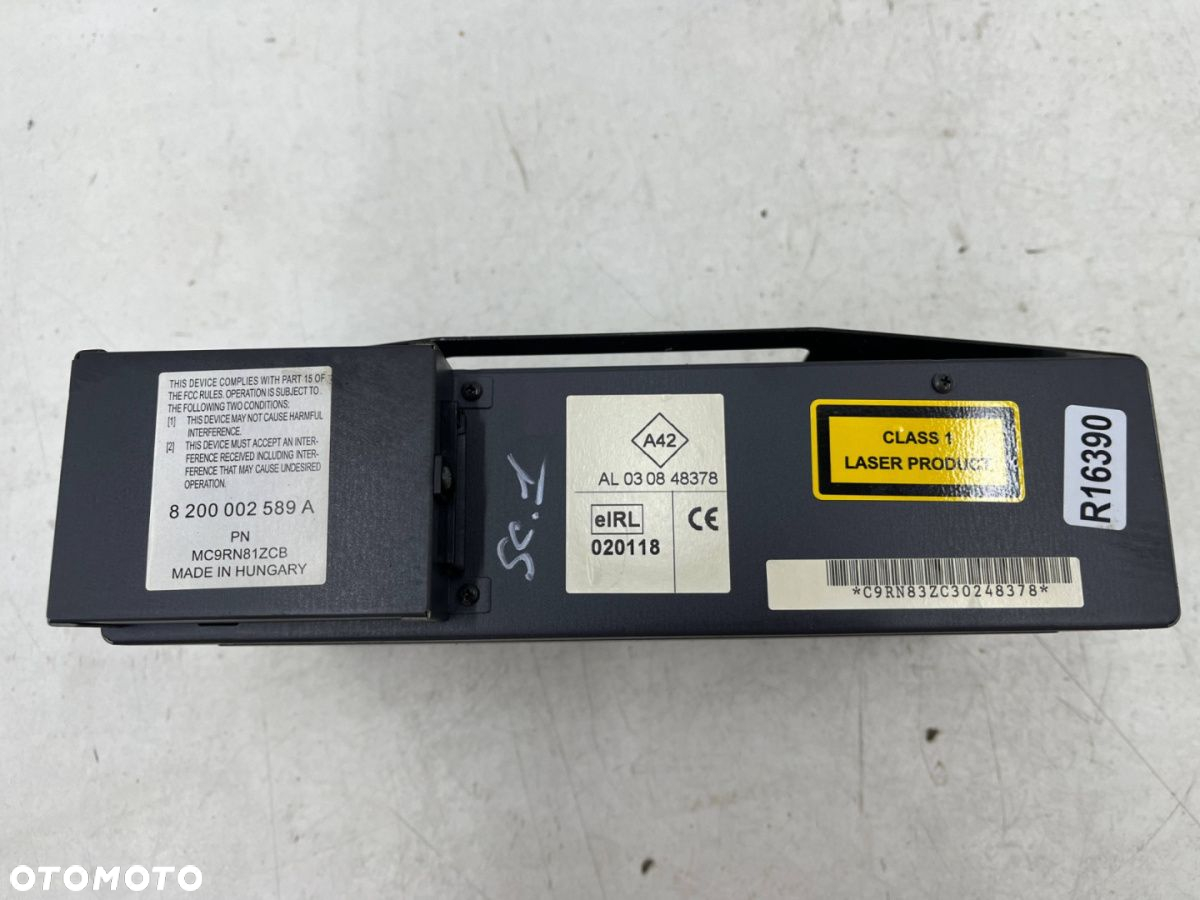 THIS DEVICE COMPLIES WITH PART 15 OF
THE FCC RULES. OPERATION IS SUBJECT TO
THE FOLLOWING TWO CONDITIONS:
[1] THIS DEVICE MAY NOT CAUSE HARMFUL
INTERFERENCE.
[2] THIS DEVICE MUST ACCEPT AN INTER-
FERENCE RECEIVED INCLUDING INTER-
FERENCE THAT MAY CAUSE UNDESIRED
OPERATION.
8 200 002 589 A
PN
MC9RN81ZCB
MADE IN HUNGARY
SC.1
A42
AL 03 08 48378
eIRL
020118
CE
CLASS 1
LASER PRODUCT
R16390
*C9RN83ZC30248378*
OTOMOTO